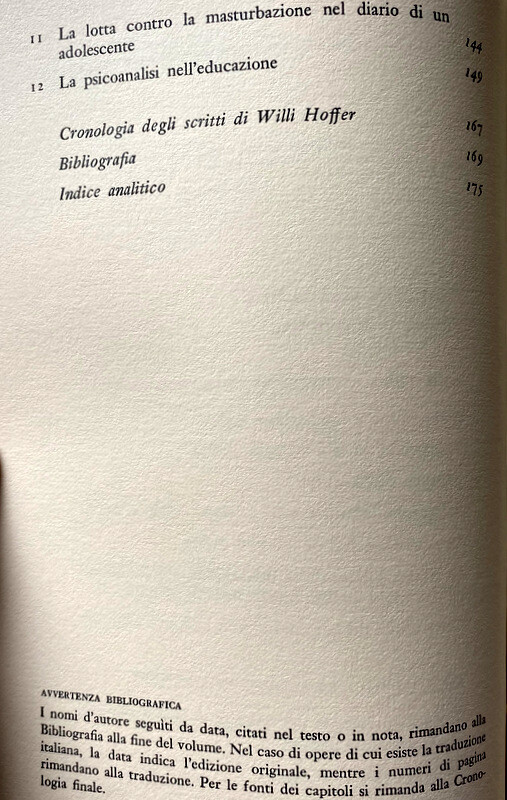 11 La lotta contro la masturbazione nel diario di un
adolescente 144
12 La psicoanalisi nell'educazione 149
Cronologia degli scritti di Willi Hoffer 167
Bibliografia 169
Indice analitico 175
AVVERTENZA BIBLIOGRAFICA
I nomi d'autore seguiti da data, citati nel testo o in nota, rimandano alla
Bibliografia alla fine del volume. Nel caso di opere di cui esiste la traduzione
italiana, la data indica l'edizione originale, mentre i numeri di pagina
rimandano alla traduzione. Per le fonti dei capitoli si rimanda alla Crono-
logia finale.